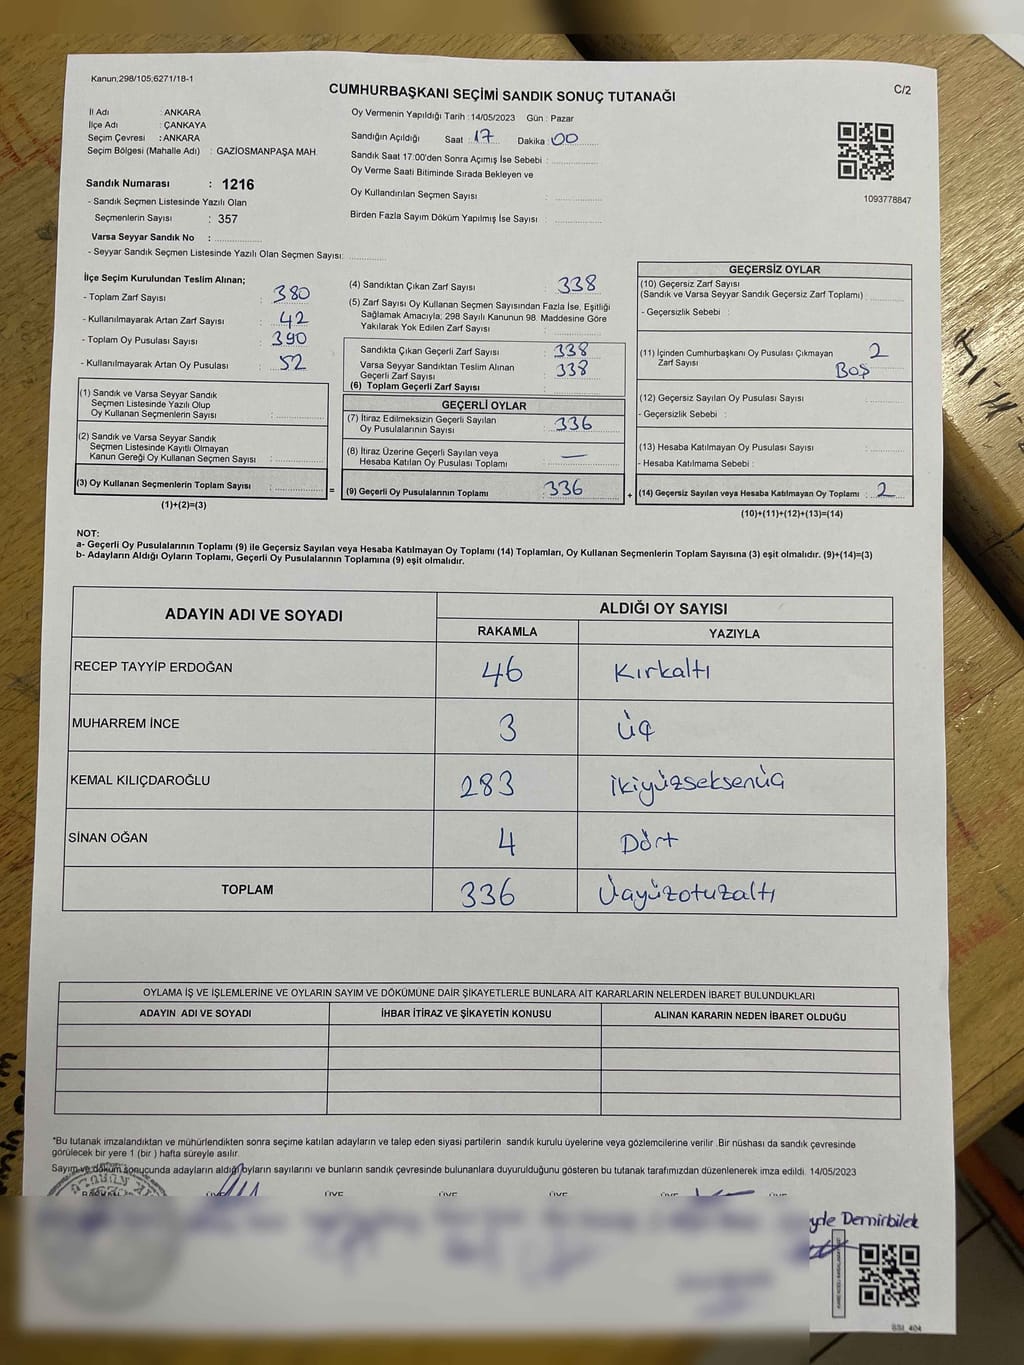 Kanun;298/105;6271/18-1
CUMHURBAŞKANI SEÇİMİ SANDIK SONUÇ TUTANAĞI
C/2
İl Adı : ANKARA
İlçe Adı : ÇANKAYA
Seçim Çevresi : ANKARA
Seçim Bölgesi (Mahalle Adı) : GAZİOSMANPAŞA MAH.
Sandık Numarası : 1216
- Sandık Seçmen Listesinde Yazılı Olan
Seçmenlerin Sayısı : 357
Varsa Seyyar Sandık No :
- Seyyar Sandık Seçmen Listesinde Yazılı Olan Seçmen Sayısı:
Oy Vermenin Yapıldığı Tarih : 14/05/2023 Gün : Pazar
Sandığın Açıldığı Saat : 17 Dakika : 00
Sandık Saat 17:00'den Sonra Açımış İse Sebebi :
Oy Verme Saati Bitiminde Sırada Bekleyen ve
Oy Kullandırılan Seçmen Sayısı :
Birden Fazla Sayım Döküm Yapılmış İse Sayısı :
1093778847
İlçe Seçim Kurulundan Teslim Alınan;
- Toplam Zarf Sayısı : 380
- Kullanılmayarak Artan Zarf Sayısı : 42
- Toplam Oy Pusulası Sayısı : 390
- Kullanılmayarak Artan Oy Pusulası : 52
(1) Sandık ve Varsa Seyyar Sandık
Seçmen Listesinde Yazılı Olup
Oy Kullanan Seçmenlerin Sayısı :
(2) Sandık ve Varsa Seyyar Sandık
Seçmen Listesinde Kayıtlı Olmayan
Kanun Gereği Oy Kullanan Seçmen Sayısı :
(3) Oy Kullanan Seçmenlerin Toplam Sayısı :
(1)+(2)=(3)
=
(4) Sandıktan Çıkan Zarf Sayısı : 338
(5) Zarf Sayısı Oy Kullanan Seçmen Sayısından Fazla İse, Eşitliği
Sağlamak Amacıyla; 298 Sayılı Kanunun 98. Maddesine Göre
Yakılarak Yok Edilen Zarf Sayısı :
Sandıkta Çıkan Geçerli Zarf Sayısı : 338
Varsa Seyyar Sandıktan Teslim Alınan
Geçerli Zarf Sayısı : 338
(6) Toplam Geçerli Zarf Sayısı :
GEÇERLİ OYLAR
(7) İtiraz Edilmeksizin Geçerli Sayılan
Oy Pusulalarının Sayısı : 336
(8) İtiraz Üzerine Geçerli Sayılan veya
Hesaba Katılan Oy Pusulası Toplamı : —
(9) Geçerli Oy Pusulalarının Toplamı : 336
+
GEÇERSİZ OYLAR
(10) Geçersiz Zarf Sayısı
(Sandık ve Varsa Seyyar Sandık Geçersiz Zarf Toplamı) :
- Geçersizlik Sebebi :
(11) İçinden Cumhurbaşkanı Oy Pusulası Çıkmayan
Zarf Sayısı : 2
BOŞ
(12) Geçersiz Sayılan Oy Pusulası Sayısı :
- Geçersizlik Sebebi :
(13) Hesaba Katılmayan Oy Pusulası Sayısı :
- Hesaba Katılmama Sebebi :
(14) Geçersiz Sayılan veya Hesaba Katılmayan Oy Toplamı : 2
(10)+(11)+(12)+(13)=(14)
NOT:
a- Geçerli Oy Pusulalarının Toplamı (9) ile Geçersiz Sayılan veya Hesaba Katılmayan Oy Toplamı (14) Toplamları, Oy Kullanan Seçmenlerin Toplam Sayısına (3) eşit olmalıdır. (9)+(14)=(3)
b- Adayların Aldığı Oyların Toplamı, Geçerli Oy Pusulalarının Toplamına (9) eşit olmalıdır.
ADAYIN ADI VE SOYADI
ALDIĞI OY SAYISI
RAKAMLA YAZIYLA
RECEP TAYYİP ERDOĞAN 46 Kırkaltı
MUHARREM İNCE 3 üç
KEMAL KILIÇDAROĞLU 283 ikiyüzseksenüç
SİNAN OĞAN 4 Dört
TOPLAM 336 Üçyüzotuzaltı
OYLAMA İŞ VE İŞLEMLERİNE VE OYLARIN SAYIM VE DÖKÜMÜNE DAİR ŞİKAYETLERLE BUNLARA AİT KARARLARIN NELERDEN İBARET BULUNDUKLARI
ADAYIN ADI VE SOYADI İHBAR İTİRAZ VE ŞİKAYETİN KONUSU ALINAN KARARIN NEDEN İBARET OLDUĞU
*Bu tutanak imzalandıktan ve mühürlendikten sonra seçime katılan adayların ve talep eden siyasi partilerin sandık kurulu üyelerine veya gözlemcilerine verilir .Bir nüshası da sandık çevresinde
görülecek bir yere 1 (bir ) hafta süreyle asılır.
Sayım ve döküm sonucunda adayların aldığı oyların sayılarını ve bunların sandık çevresinde bulunanlara duyurulduğunu gösteren bu tutanak tarafımızdan düzenlenerek imza edildi. 14/05/2023
ÜYE ÜYE ÜYE ÜYE
yde Demirbilek